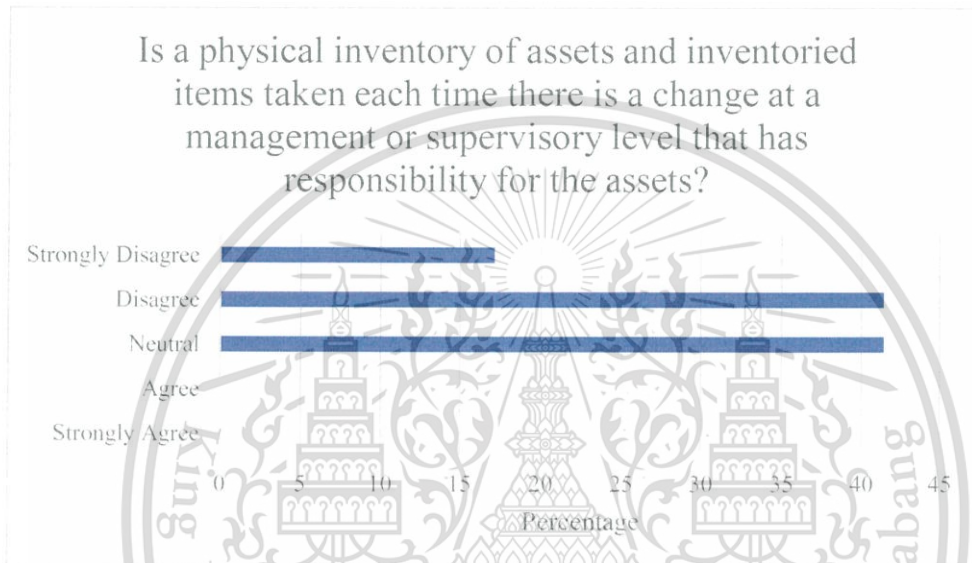 Is a physical inventory of assets and inventoried
items taken each time there is a change at a
management or supervisory level that has
responsibility for the assets?
Strongly Disagree
Disagree
Neutral
Agree
Strongly Agree
0 5 10 15 20 25 30 35 40 45
Percentage
King
abang